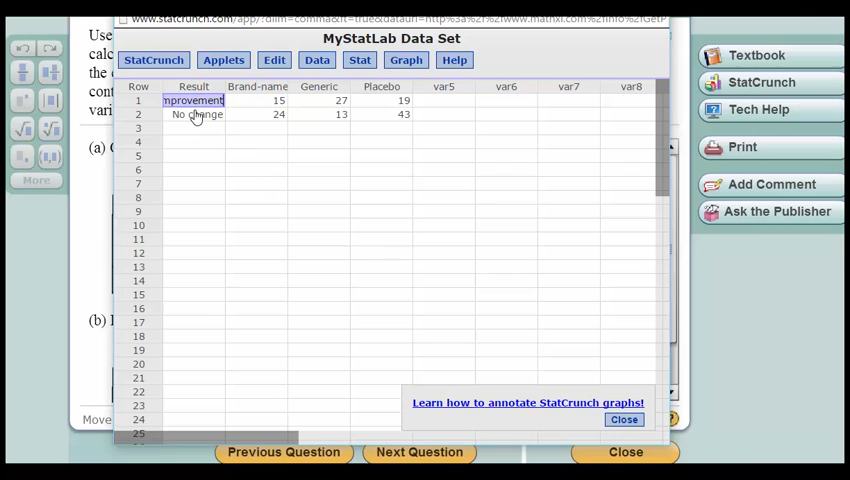 www.statcrunch.com/app/?dlim=comma&ft=true&dataurl=http%3a%2f%2fwww.mathxl.com%2finfo%2fGetP
MyStatLab Data Set
StatCrunch Applets Edit Data Stat Graph Help
Row Result Brand-name Generic Placebo var5 var6 var7 var8
1 mprovement 15 27 19
2 No change 24 13 43
3
4
5
6
7
8
9
10
11
12
13
14
15
16
17
18
19
20
21
22
23
24
25
Learn how to annotate StatCrunch graphs!
Close
Use
calc
the
cont
vari
(a)
(b)
More
Move
Previous Question Next Question Close
Textbook
StatCrunch
Tech Help
Print
Add Comment
Ask the Publisher